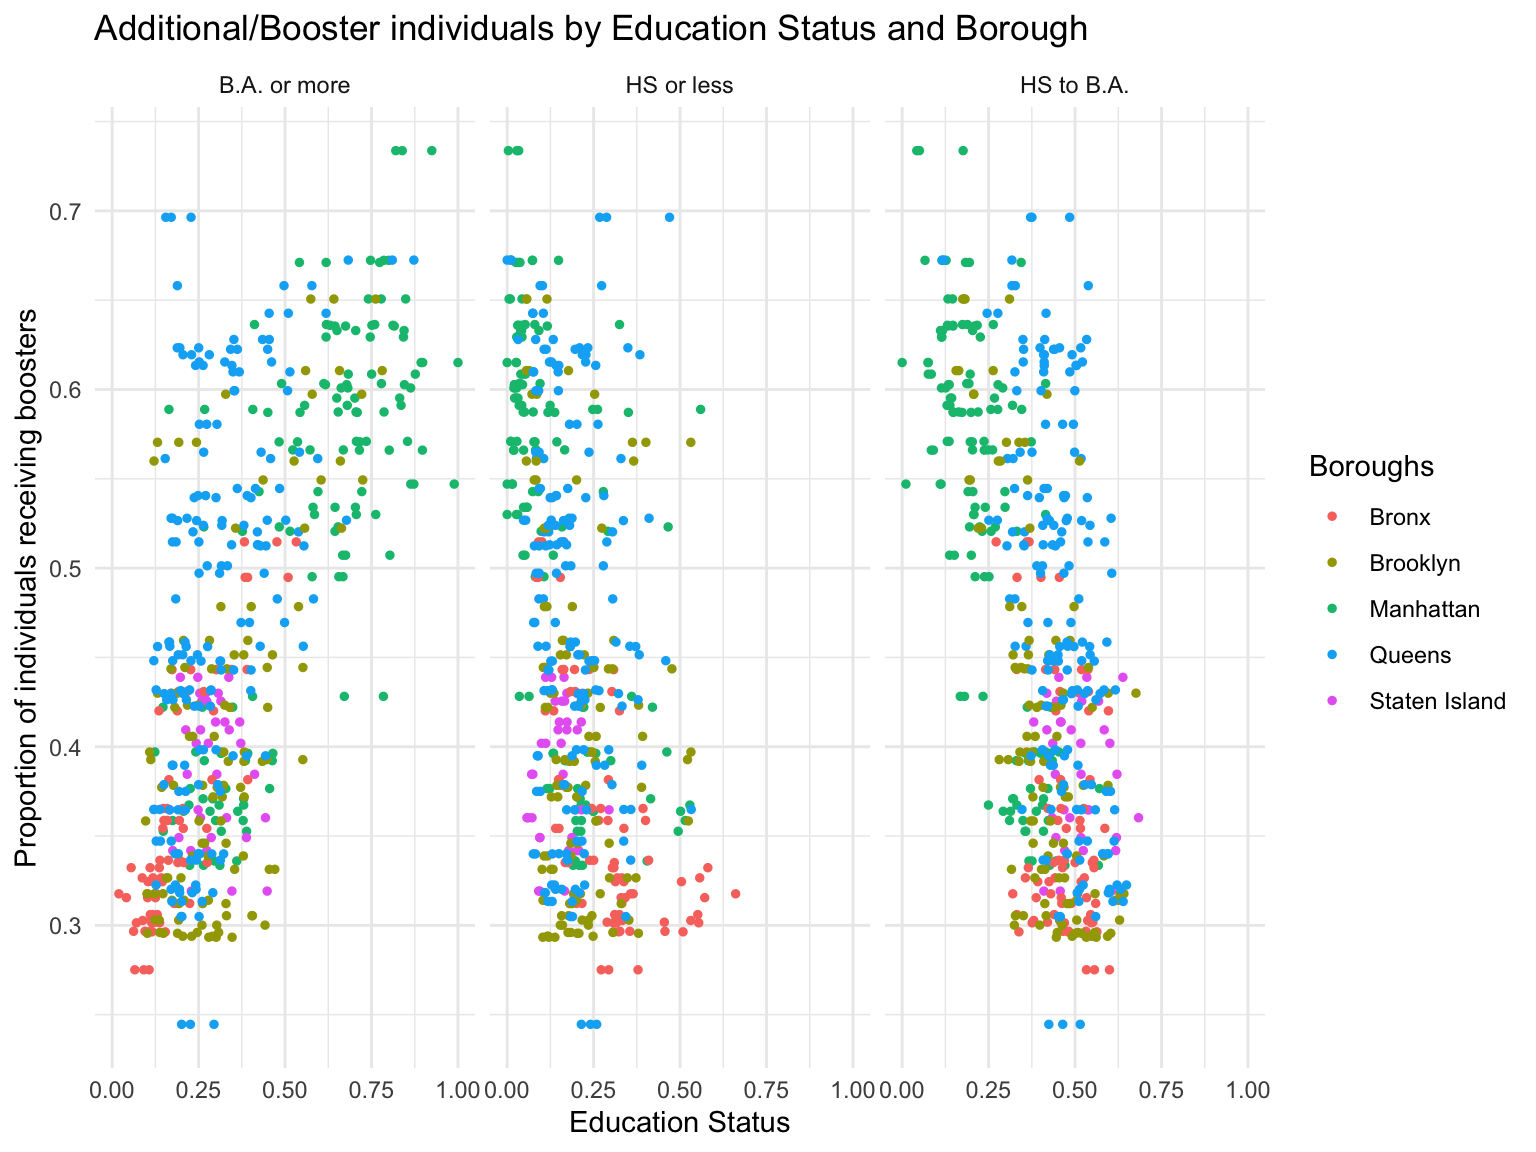 Additional/Booster individuals by Education Status and Borough
B.A. or more
HS or less
HS to B.A.
Proportion of individuals receiving boosters
0.7
0.6
0.5
0.4
0.3
0.00 0.25 0.50 0.75 1.00
0.00 0.25 0.50 0.75 1.00
0.00 0.25 0.50 0.75 1.00
Education Status
Boroughs
Bronx
Brooklyn
Manhattan
Queens
Staten Island